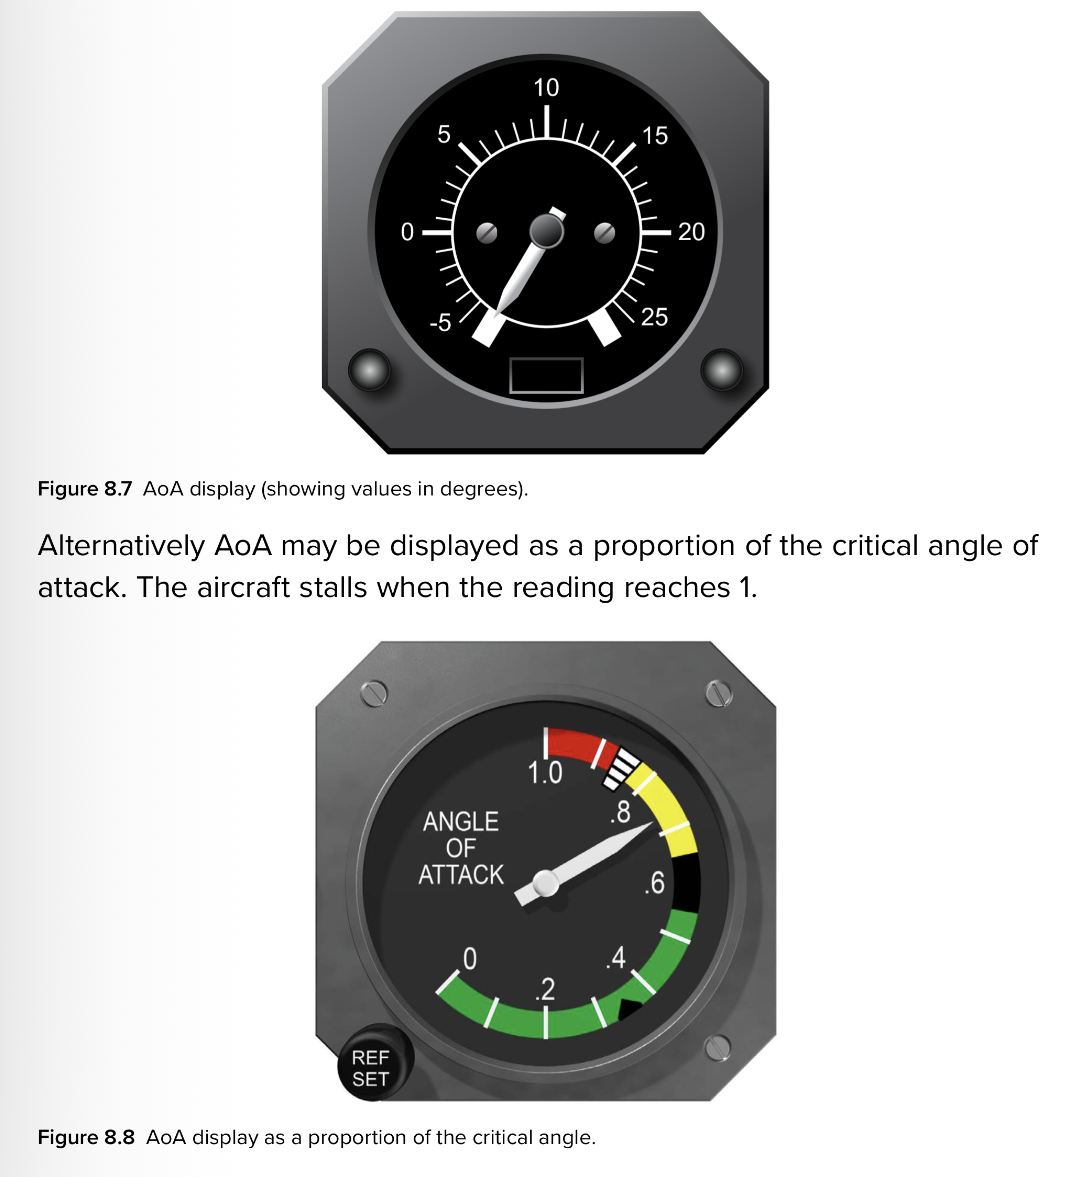 10
5
15
0
20
-5
25
Figure 8.7 AoA display (showing values in degrees).
Alternatively AoA may be displayed as a proportion of the critical angle of
attack. The aircraft stalls when the reading reaches 1.
1.0
.8
ANGLE
OF
ATTACK
.6
0
.4
.2
REF
SET
Figure 8.8 AoA display as a proportion of the critical angle.